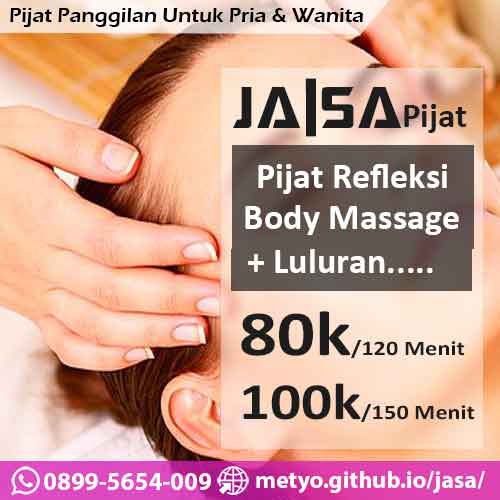 Pijat Panggilan Untuk Pria & Wanita
JA|SA Pijat
Pijat Refleksi
Body Massage
+ Luluran.....
80k/120 Menit
100k/150 Menit
0899-5654-009 metyo.github.io/jasa/